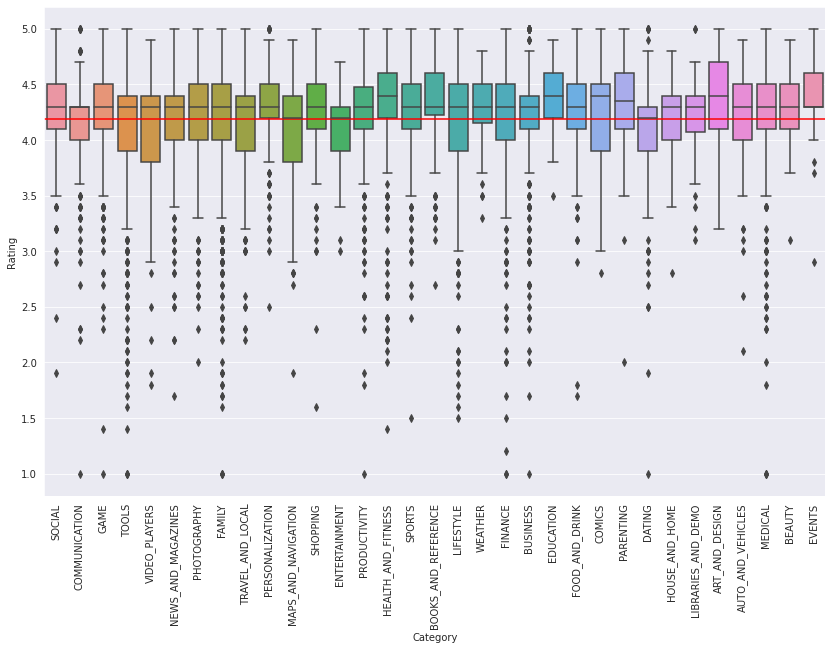 5.0
4.5
4.0
3.5
3.0
2.5
2.0
1.5
1.0
Rating
SOCIAL
COMMUNICATION
GAME
TOOLS
VIDEO_PLAYERS
NEWS_AND_MAGAZINES
PHOTOGRAPHY
FAMILY
TRAVEL_AND_LOCAL
PERSONALIZATION
MAPS_AND_NAVIGATION
SHOPPING
ENTERTAINMENT
PRODUCTIVITY
HEALTH_AND_FITNESS
SPORTS
BOOKS_AND_REFERENCE
LIFESTYLE
WEATHER
FINANCE
BUSINESS
EDUCATION
FOOD_AND_DRINK
COMICS
PARENTING
DATING
HOUSE_AND_HOME
LIBRARIES_AND_DEMO
ART_AND_DESIGN
AUTO_AND_VEHICLES
MEDICAL
BEAUTY
EVENTS
Category